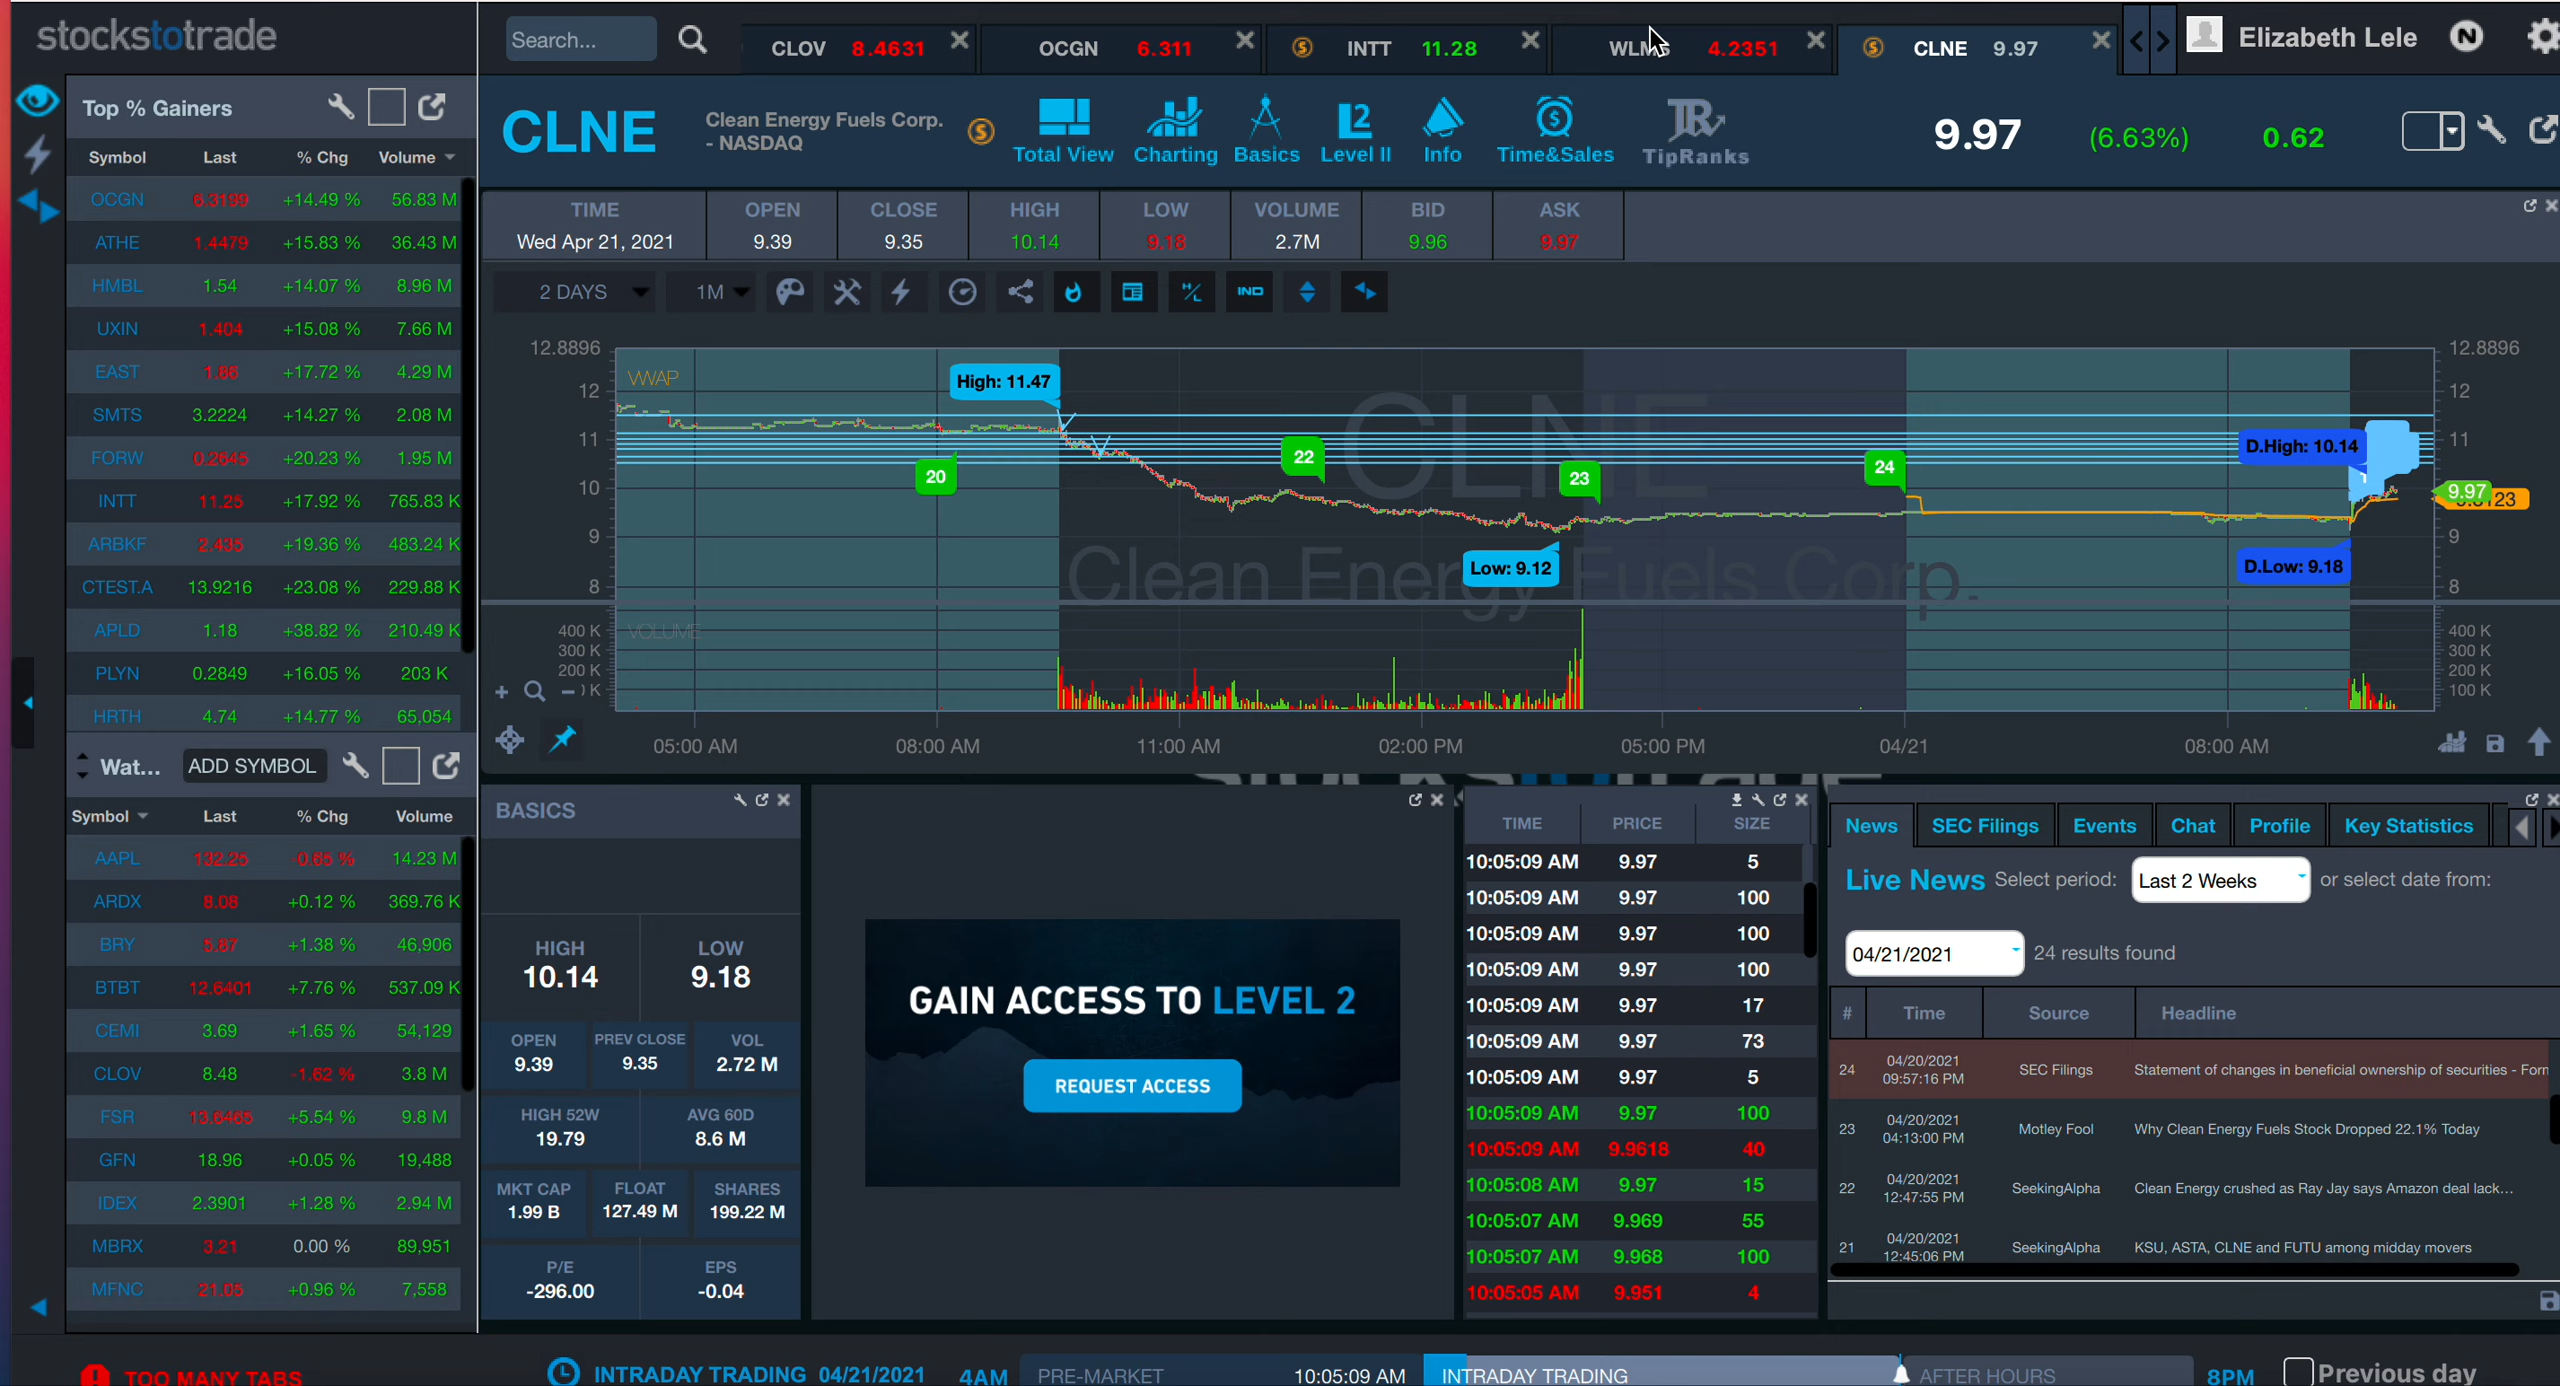 stockstotrade
Search...
CLOV 8.4631
OCGN 6.311
INTT 11.28
4.2351
CLNE 9.97
Elizabeth Lele
N
Top % Gainers
Symbol Last % Chg Volume
OCGN 6.3199 +14.49 % 56.83 M
ATHE 1.4479 +15.83 % 36.43 M
HMBL 1.54 +14.07 % 8.96 M
UXIN 1.404 +15.08 % 7.66 M
EAST 1.86 +17.72 % 4.29 M
SMTS 3.2224 +14.27 % 2.08 M
FORW 0.2645 +20.23 % 1.95 M
INTT 11.25 +17.92 % 765.83 K
ARBKF 2.435 +19.36 % 483.24 K
CTEST.A 13.9216 +23.08 % 229.88 K
APLD 1.18 +38.82 % 210.49 K
PLYN 0.2849 +16.05 % 203 K
HRTH 4.74 +14.77 % 65,054
Wat... ADD SYMBOL
Symbol Last % Chg Volume
AAPL 132.25 -0.65 % 14.23 M
ARDX 8.08 +0.12 % 369.76 K
BRY 5.87 +1.38 % 46,906
BTBT 12.6401 +7.76 % 537.09 K
CEMI 3.69 +1.65 % 54,129
CLOV 8.48 -1.62 % 3.8 M
FSR 13.6465 +5.54 % 9.8 M
GFN 18.96 +0.05 % 19,488
IDEX 2.3901 +1.28 % 2.94 M
MBRX 3.21 0.00 % 89,951
MFNC 21.05 +0.96 % 7,558
CLNE
Clean Energy Fuels Corp.
- NASDAQ
Total View Charting Basics Level II Info Time&Sales TipRanks
9.97 (6.63%) 0.62
TIME OPEN CLOSE HIGH LOW VOLUME BID ASK
Wed Apr 21, 2021 9.39 9.35 10.14 9.18 2.7M 9.96 9.97
2 DAYS 1M H/L IND
12.8896 12.8896
12 12
11 11
10
9 9
8 8
VWAP
High: 11.47
20
22
23
24
Low: 9.12
D.High: 10.14
D.Low: 9.18
9.97
CLNE
Clean Energy Fuels Corp.
VOLUME
400 K 400 K
300 K 300 K
200 K 200 K
100 K
05:00 AM 08:00 AM 11:00 AM 02:00 PM 05:00 PM 04/21 08:00 AM
BASICS
HIGH LOW
10.14 9.18
OPEN PREV CLOSE VOL
9.39 9.35 2.72 M
HIGH 52W AVG 60D
19.79 8.6 M
MKT CAP FLOAT SHARES
1.99 B 127.49 M 199.22 M
P/E EPS
-296.00 -0.04
GAIN ACCESS TO LEVEL 2
REQUEST ACCESS
TIME PRICE SIZE
10:05:09 AM 9.97 5
10:05:09 AM 9.97 100
10:05:09 AM 9.97 100
10:05:09 AM 9.97 100
10:05:09 AM 9.97 17
10:05:09 AM 9.97 73
10:05:09 AM 9.97 5
10:05:09 AM 9.97 100
10:05:09 AM 9.9618 40
10:05:08 AM 9.97 15
10:05:07 AM 9.969 55
10:05:07 AM 9.968 100
10:05:05 AM 9.951 4
News SEC Filings Events Chat Profile Key Statistics
Live News Select period: Last 2 Weeks or select date from:
04/21/2021 24 results found
# Time Source Headline
24 04/20/2021 09:57:16 PM SEC Filings Statement of changes in beneficial ownership of securities - Form
23 04/20/2021 04:13:00 PM Motley Fool Why Clean Energy Fuels Stock Dropped 22.1% Today
22 04/20/2021 12:47:55 PM SeekingAlpha Clean Energy crushed as Ray Jay says Amazon deal lack...
21 04/20/2021 12:45:06 PM SeekingAlpha KSU, ASTA, CLNE and FUTU among midday movers
TOO MANY TABS
INTRADAY TRADING 04/21/2021 4AM PRE-MARKET 10:05:09 AM INTRADAY TRADING AFTER HOURS 8PM Previous day